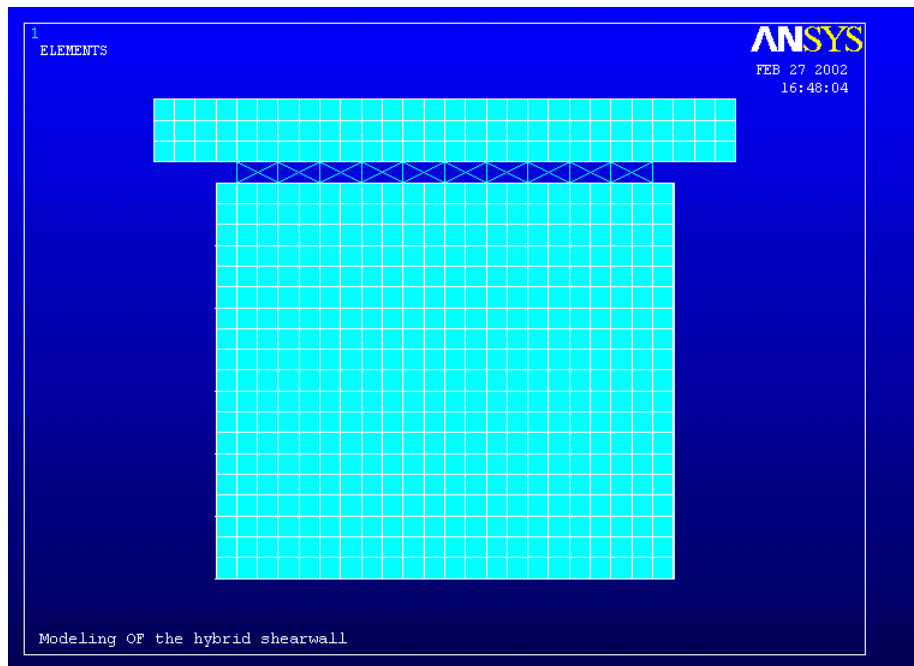 1
ELEMENTS
ANSYS
FEB 27 2002
16:48:04
Modeling OF the hybrid shearwall